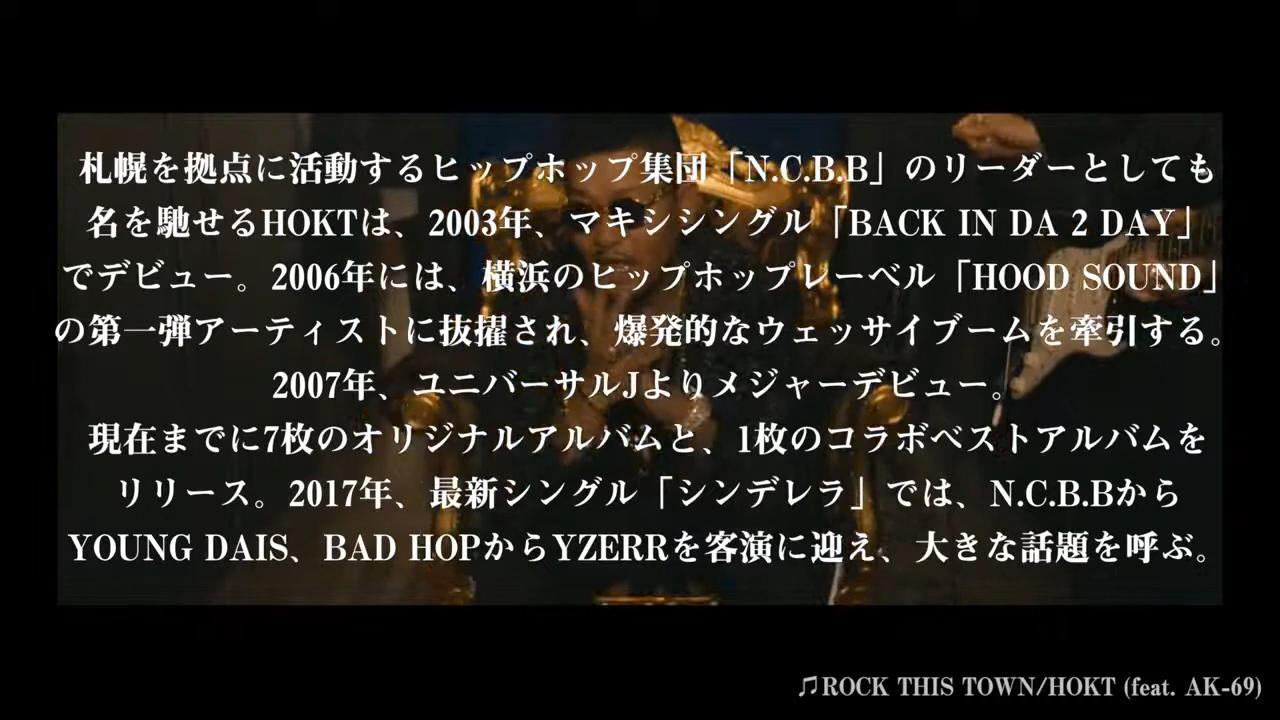 札幌を拠点に活動するヒップホップ集団「N.C.B.B」のリーダーとしても
名を馳せるHOKTは、2003年、マキシシングル「BACK IN DA 2 DAY」
でデビュー。2006年には、横浜のヒップホップレーベル「HOOD SOUND」
の第一弾アーティストに抜擢され、爆発的なウェッサイブームを牽引する。
2007年、ユニバーサルJよりメジャーデビュー。
現在までに7枚のオリジナルアルバムと、1枚のコラボベストアルバムを
リリース。2017年、最新シングル「シンデレラ」では、N.C.B.Bから
YOUNG DAIS、BAD HOPからYZERRを客演に迎え、大きな話題を呼ぶ。
♫ROCK THIS TOWN/HOKT (feat. AK-69)